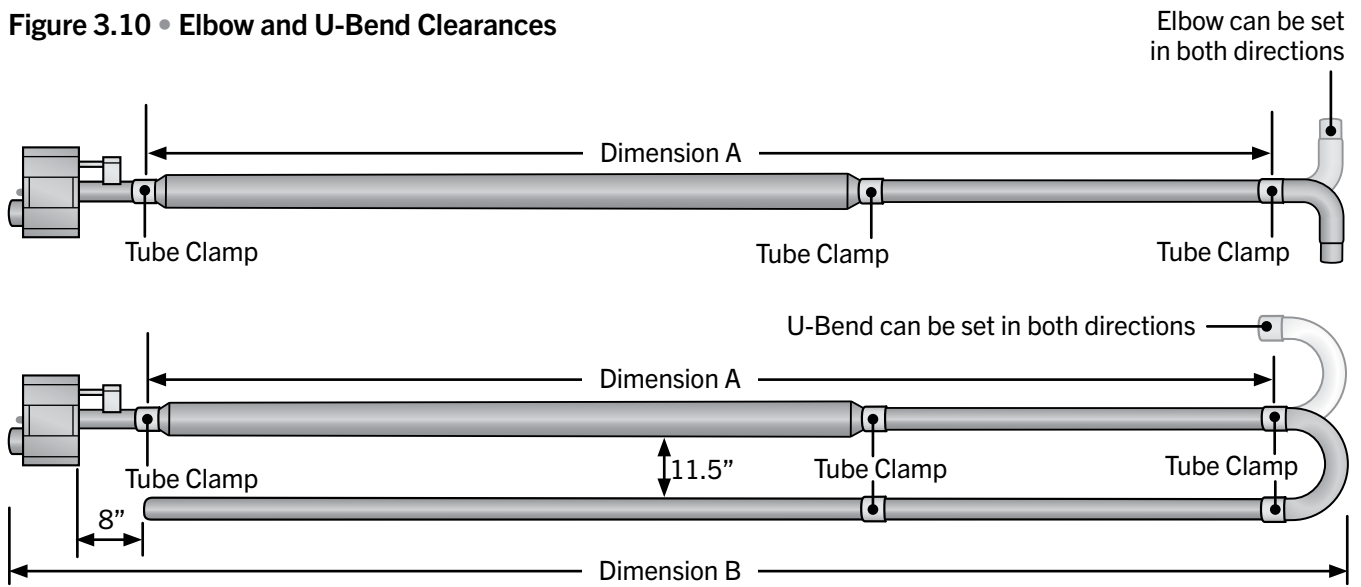 Figure 3.10 • Elbow and U-Bend Clearances
Elbow can be set
in both directions
Dimension A
Tube Clamp
Tube Clamp
Tube Clamp
U-Bend can be set in both directions
Dimension A
Tube Clamp
11.5”
Tube Clamp
Tube Clamp
8”
Dimension B